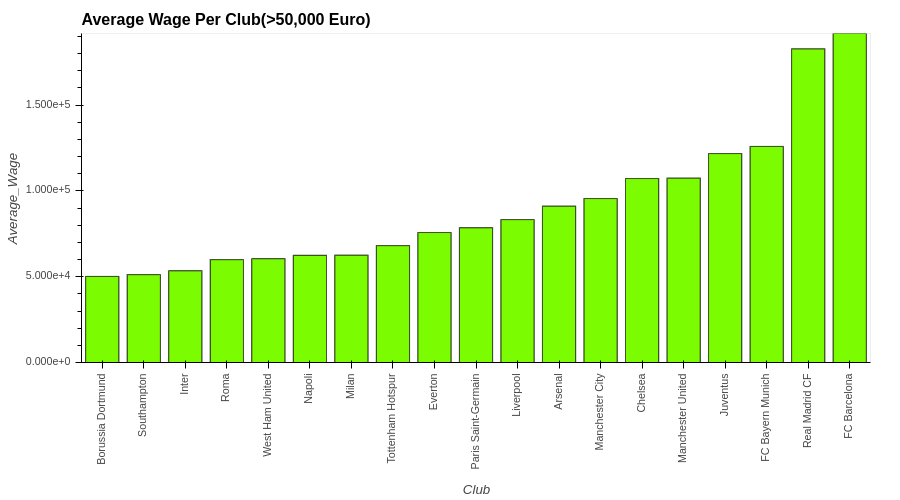 Average Wage Per Club(>50,000 Euro)
Average_Wage
1.500e+5
1.000e+5
5.000e+4
0.000e+0
Borussia Dortmund
Southampton
Inter
Roma
West Ham United
Napoli
Milan
Tottenham Hotspur
Everton
Paris Saint-Germain
Liverpool
Arsenal
Manchester City
Chelsea
Manchester United
Juventus
FC Bayern Munich
Real Madrid CF
FC Barcelona
Club